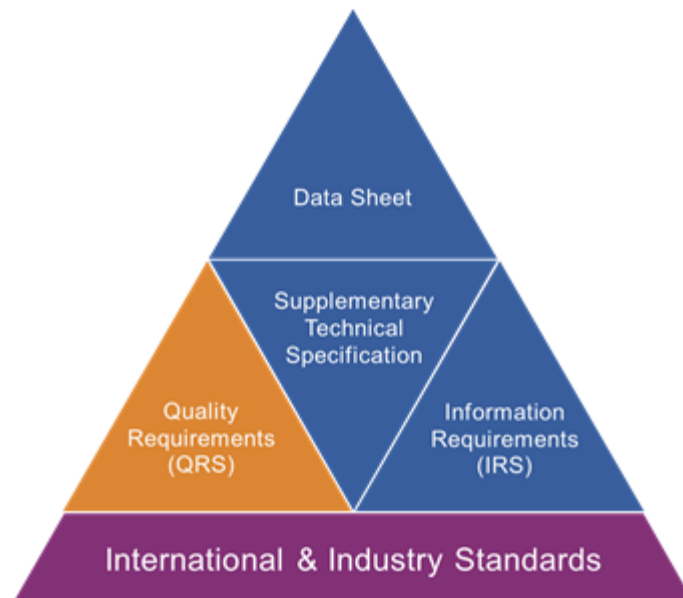 Data Sheet
Supplementary
Technical
Specification
Quality
Requirements
(QRS)
Information
Requirements
(IRS)
International & Industry Standards